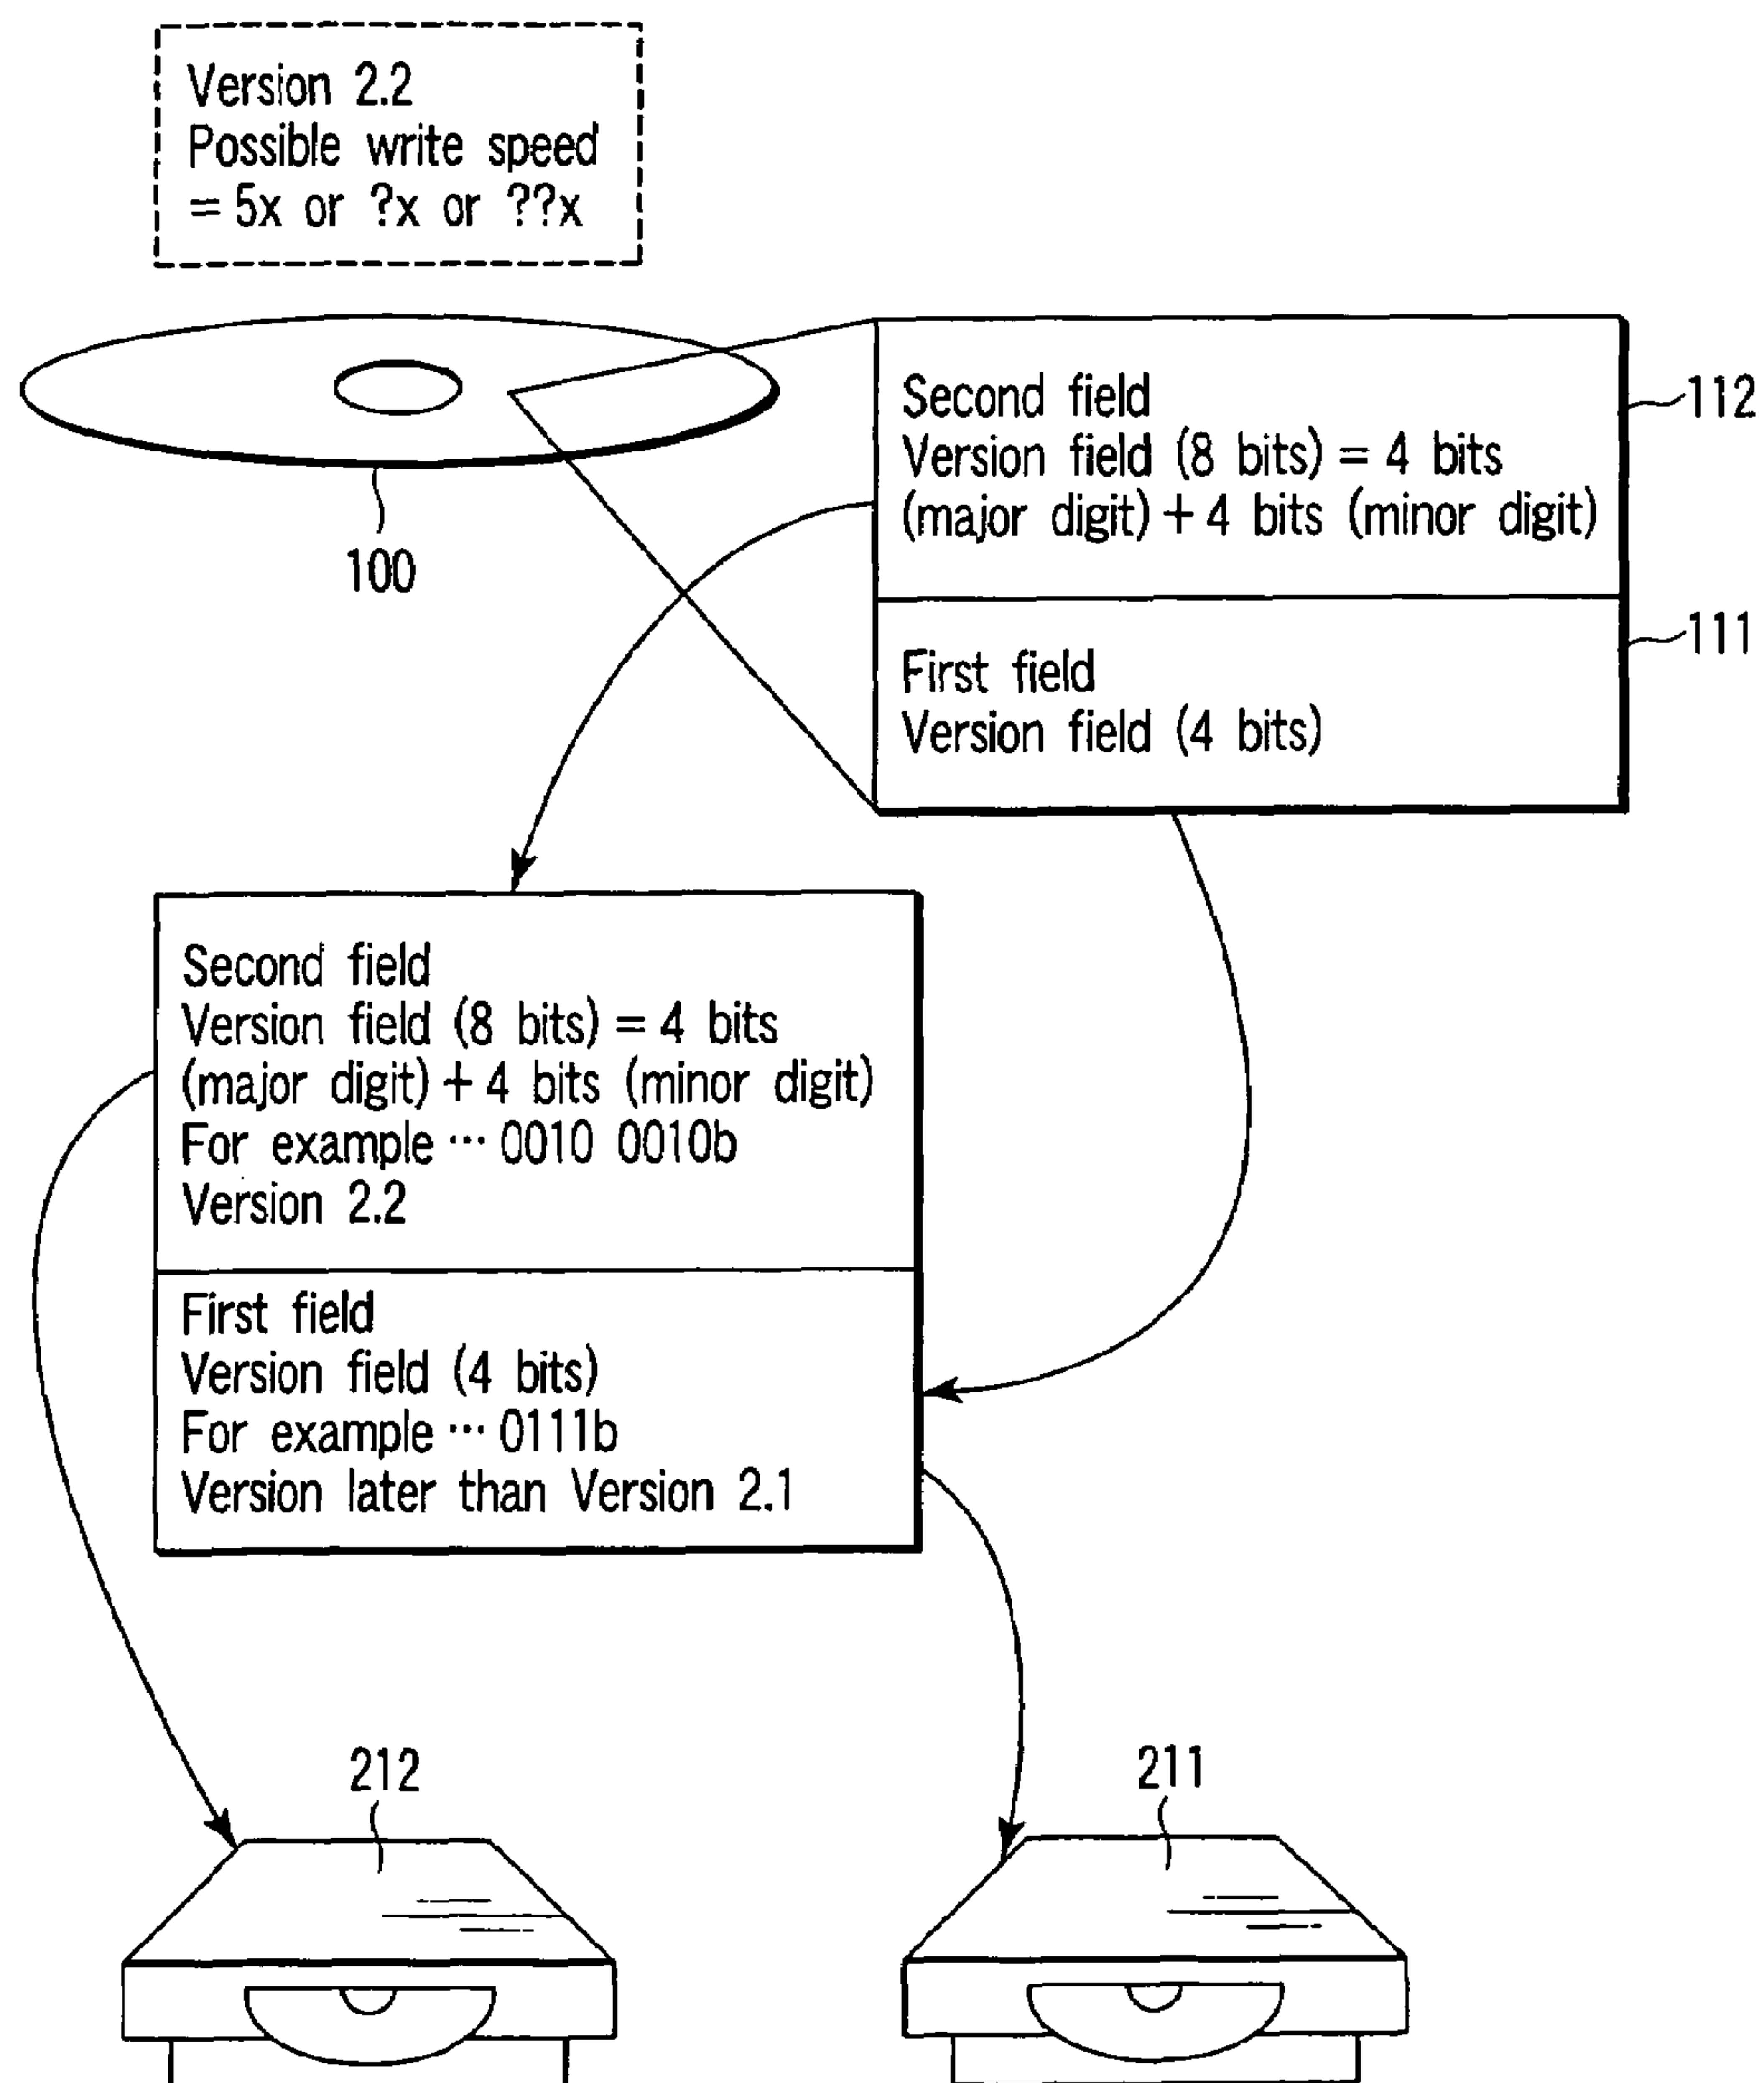 Version 2.2
Possible write speed
= 5x or ?x or ??x
Second field
Version field (8 bits) = 4 bits
(major digit) + 4 bits (minor digit)
112
First field
Version field (4 bits)
111
100
Second field
Version field (8 bits) = 4 bits
(major digit) + 4 bits (minor digit)
For example ··· 0010 0010b
Version 2.2
First field
Version field (4 bits)
For example ··· 0111b
Version later than Version 2.1
212
211